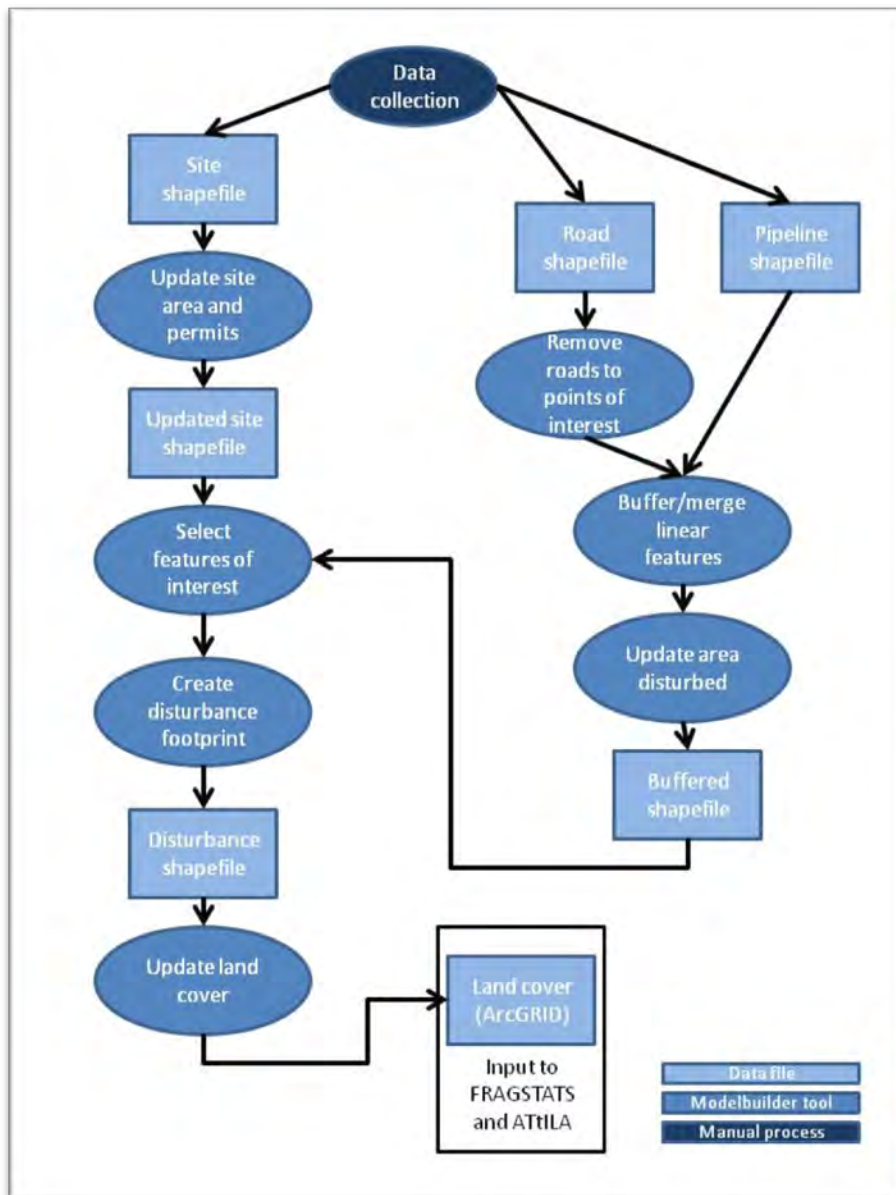 Data
collection
Site
shapefile
Road
shapefile
Pipeline
shapefile
Update site
area and
permits
Remove
roads to
points of
interest
Updated site
shapefile
Buffer/merge
linear
features
Select
features of
interest
Update area
disturbed
Create
disturbance
footprint
Buffered
shapefile
Disturbance
shapefile
Update land
cover
Land cover
(ArcGRID)
Input to
FRAGSTATS
and ATtILA
Data file
Modelbuilder tool
Manual process